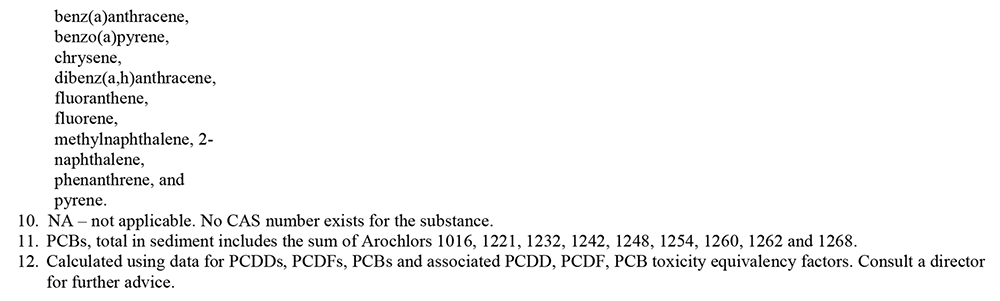 benz(a)anthracene,
benzo(a)pyrene,
chrysene,
dibenz(a,h)anthracene,
fluoranthene,
fluorene,
methylnaphthalene, 2-
naphthalene,
phenanthrene, and
pyrene.
10. NA – not applicable. No CAS number exists for the substance.
11. PCBs, total in sediment includes the sum of Arochlors 1016, 1221, 1232, 1242, 1248, 1254, 1260, 1262 and 1268.
12. Calculated using data for PCDDs, PCDFs, PCBs and associated PCDD, PCDF, PCB toxicity equivalency factors. Consult a director
for further advice.